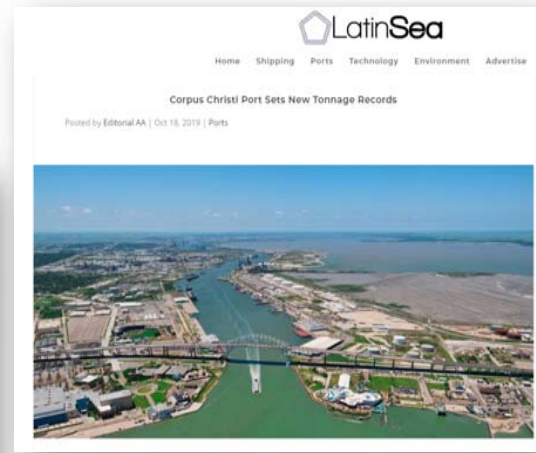 LatinSea
Home Shipping Ports Technology Environment Advertise
Corpus Christi Port Sets New Tonnage Records
Posted by Editorial AA | Oct 18, 2019 | Ports